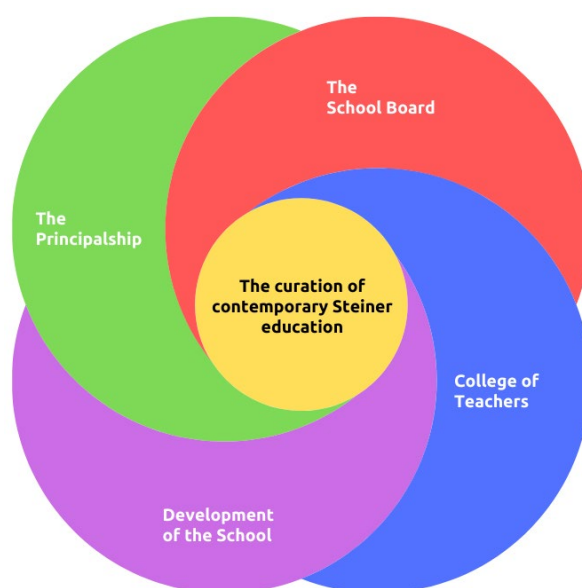 The
School Board
The
Principalship
The curation of
contemporary Steiner
education
College of
Teachers
Development
of the School